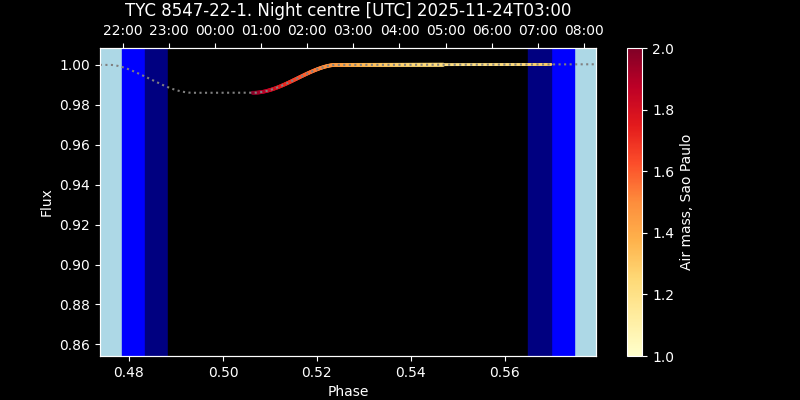 TYC 8547-22-1. Night centre [UTC] 2025-11-24T03:00
22:00 23:00 00:00 01:00 02:00 03:00 04:00 05:00 06:00 07:00 08:00
1.00
0.98
0.96
0.94
0.92
0.90
0.88
0.86
Flux
0.48 0.50 0.52 0.54 0.56
Phase
2.0
1.8
1.6
1.4
1.2
1.0
Air mass, Sao Paulo